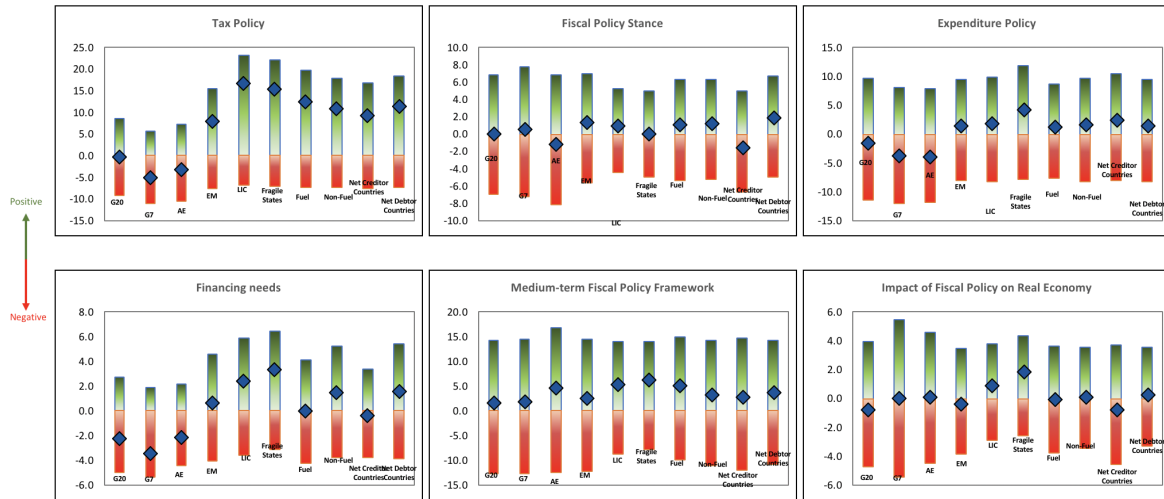 Tax Policy
25.0
20.0
15.0
10.0
5.0
0.0
-5.0
-10.0
-15.0
G20
G7
AE
EM
LIC
Fragile
States
Fuel
Non-Fuel
Net Creditor
Countries
Net Debtor
Countries
Fiscal Policy Stance
10.0
8.0
6.0
4.0
2.0
0.0
-2.0
-4.0
-6.0
-8.0
-10.0
G20
G7
AE
EM
LIC
Fragile
States
Fuel
Non-Fuel
Net Creditor
Countries
Net Debtor
Countries
Expenditure Policy
15.0
10.0
5.0
0.0
-5.0
-10.0
-15.0
G20
G7
AE
EM
LIC
Fragile
States
Fuel
Non-Fuel
Net Creditor
Countries
Net Debtor
Countries
Positive
Negative
Financing needs
8.0
6.0
4.0
2.0
0.0
-2.0
-4.0
-6.0
G20
G7
AE
EM
LIC
Fragile
States
Fuel
Non-Fuel
Net Creditor
Countries
Net Debtor
Countries
Medium-term Fiscal Policy Framework
20.0
15.0
10.0
5.0
0.0
-5.0
-10.0
-15.0
G20
G7
AE
EM
LIC
Fragile
States
Fuel
Non-Fuel
Net Creditor
Countries
Net Debtor
Countries
Impact of Fiscal Policy on Real Economy
6.0
4.0
2.0
0.0
-2.0
-4.0
-6.0
G20
G7
AE
EM
LIC
Fragile
States
Fuel
Non-Fuel
Net Creditor
Countries
Net Debtor
Countries